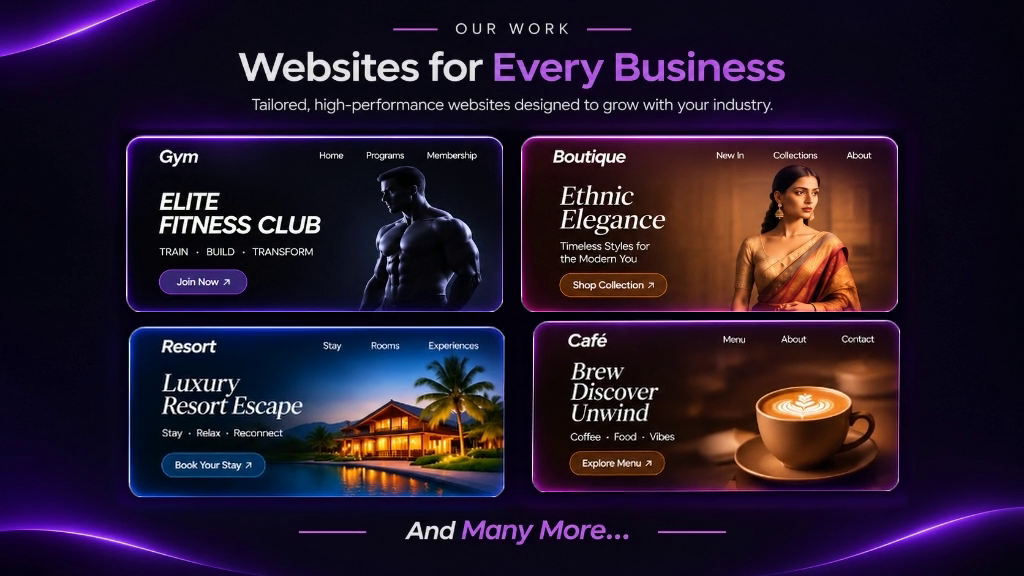 OUR WORK
Websites for Every Business
Tailored, high-performance websites designed to grow with your industry.
Gym
Home Programs Membership
ELITE
FITNESS CLUB
TRAIN · BUILD · TRANSFORM
Join Now ↗
Boutique
New In Collections About
Ethnic
Elegance
Timeless Styles for
the Modern You
Shop Collection ↗
Resort
Stay Rooms Experiences
Luxury
Resort Escape
Stay · Relax · Reconnect
Book Your Stay ↗
Café
Menu About Contact
Brew
Discover
Unwind
Coffee · Food · Vibes
Explore Menu ↗
And Many More...